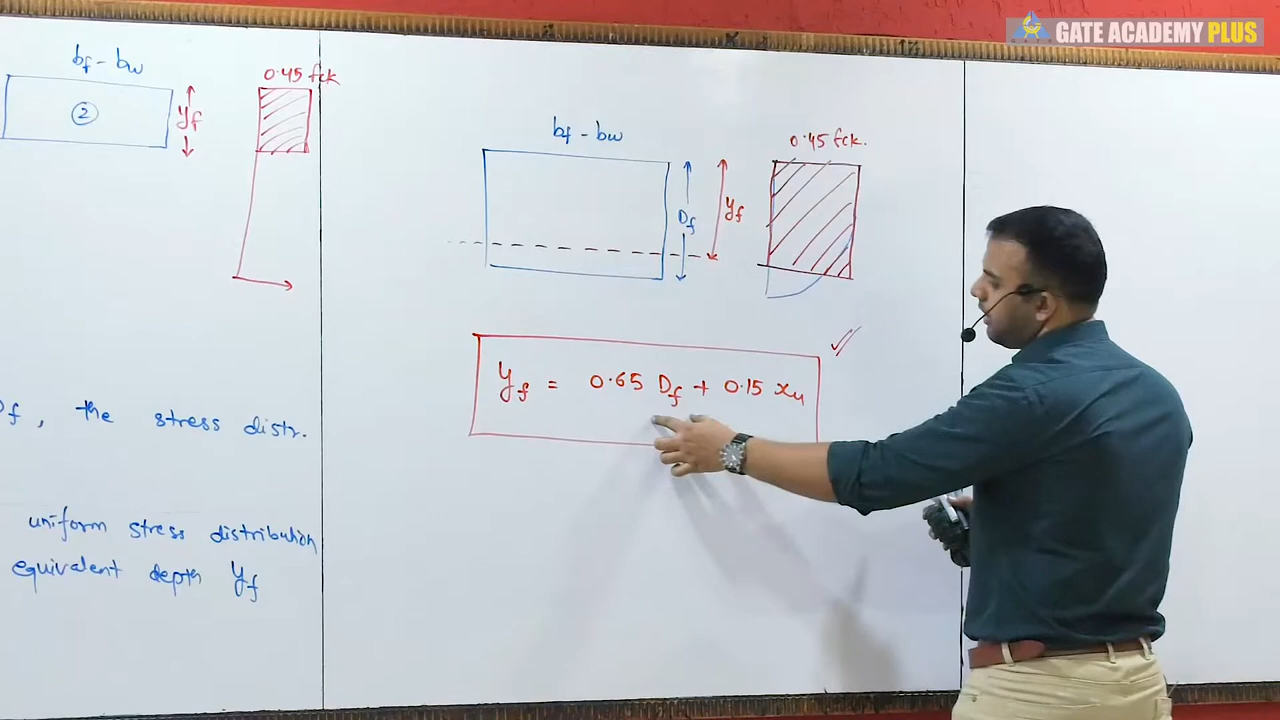 GATE ACADEMY PLUS
bf - bw
0.45 fck
2
yf
bf - bw
0.45 fck.
Df
yf
yf = 0.65 Df + 0.15 xu
Df, the stress distr.
uniform stress distribution
equivalent depth yf